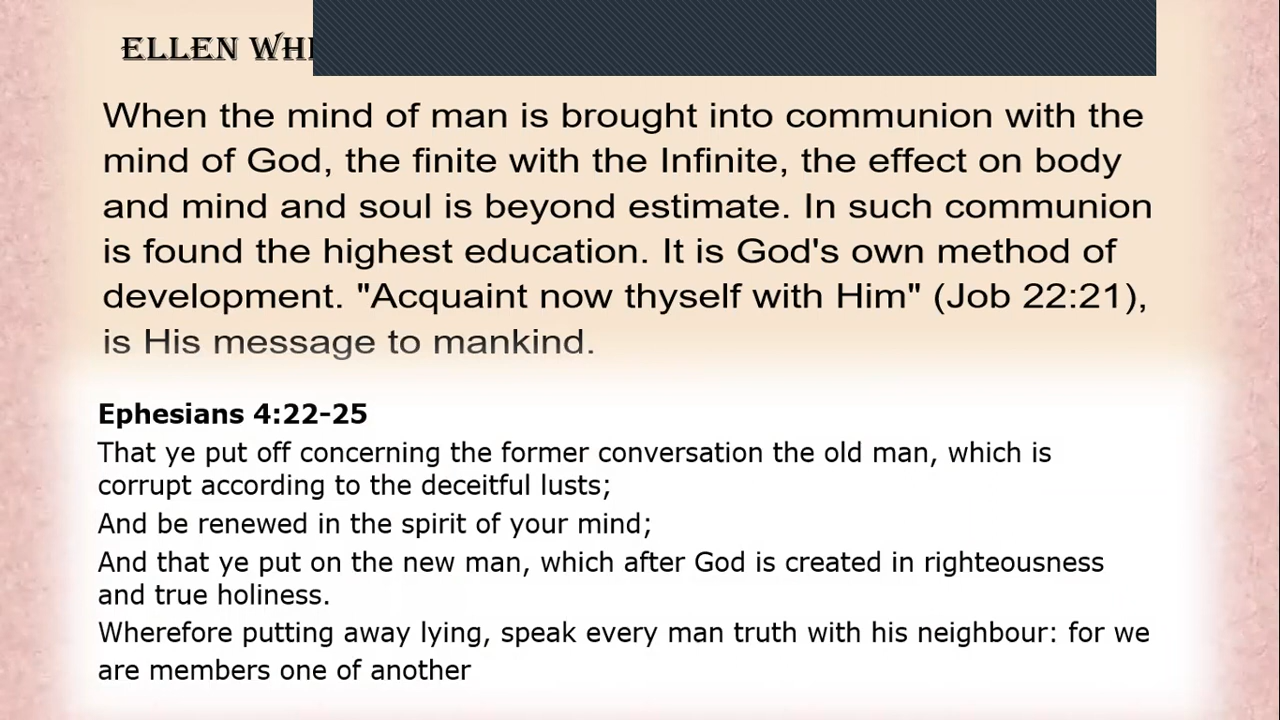 ELLEN
When the mind of man is brought into communion with the
mind of God, the finite with the Infinite, the effect on body
and mind and soul is beyond estimate. In such communion
is found the highest education. It is God's own method of
development. "Acquaint now thyself with Him" (Job 22:21),
is His message to mankind.
Ephesians 4:22-25
That ye put off concerning the former conversation the old man, which is
corrupt according to the deceitful lusts;
And be renewed in the spirit of your mind;
And that ye put on the new man, which after God is created in righteousness
and true holiness.
Wherefore putting away lying, speak every man truth with his neighbour: for we
are members one of another